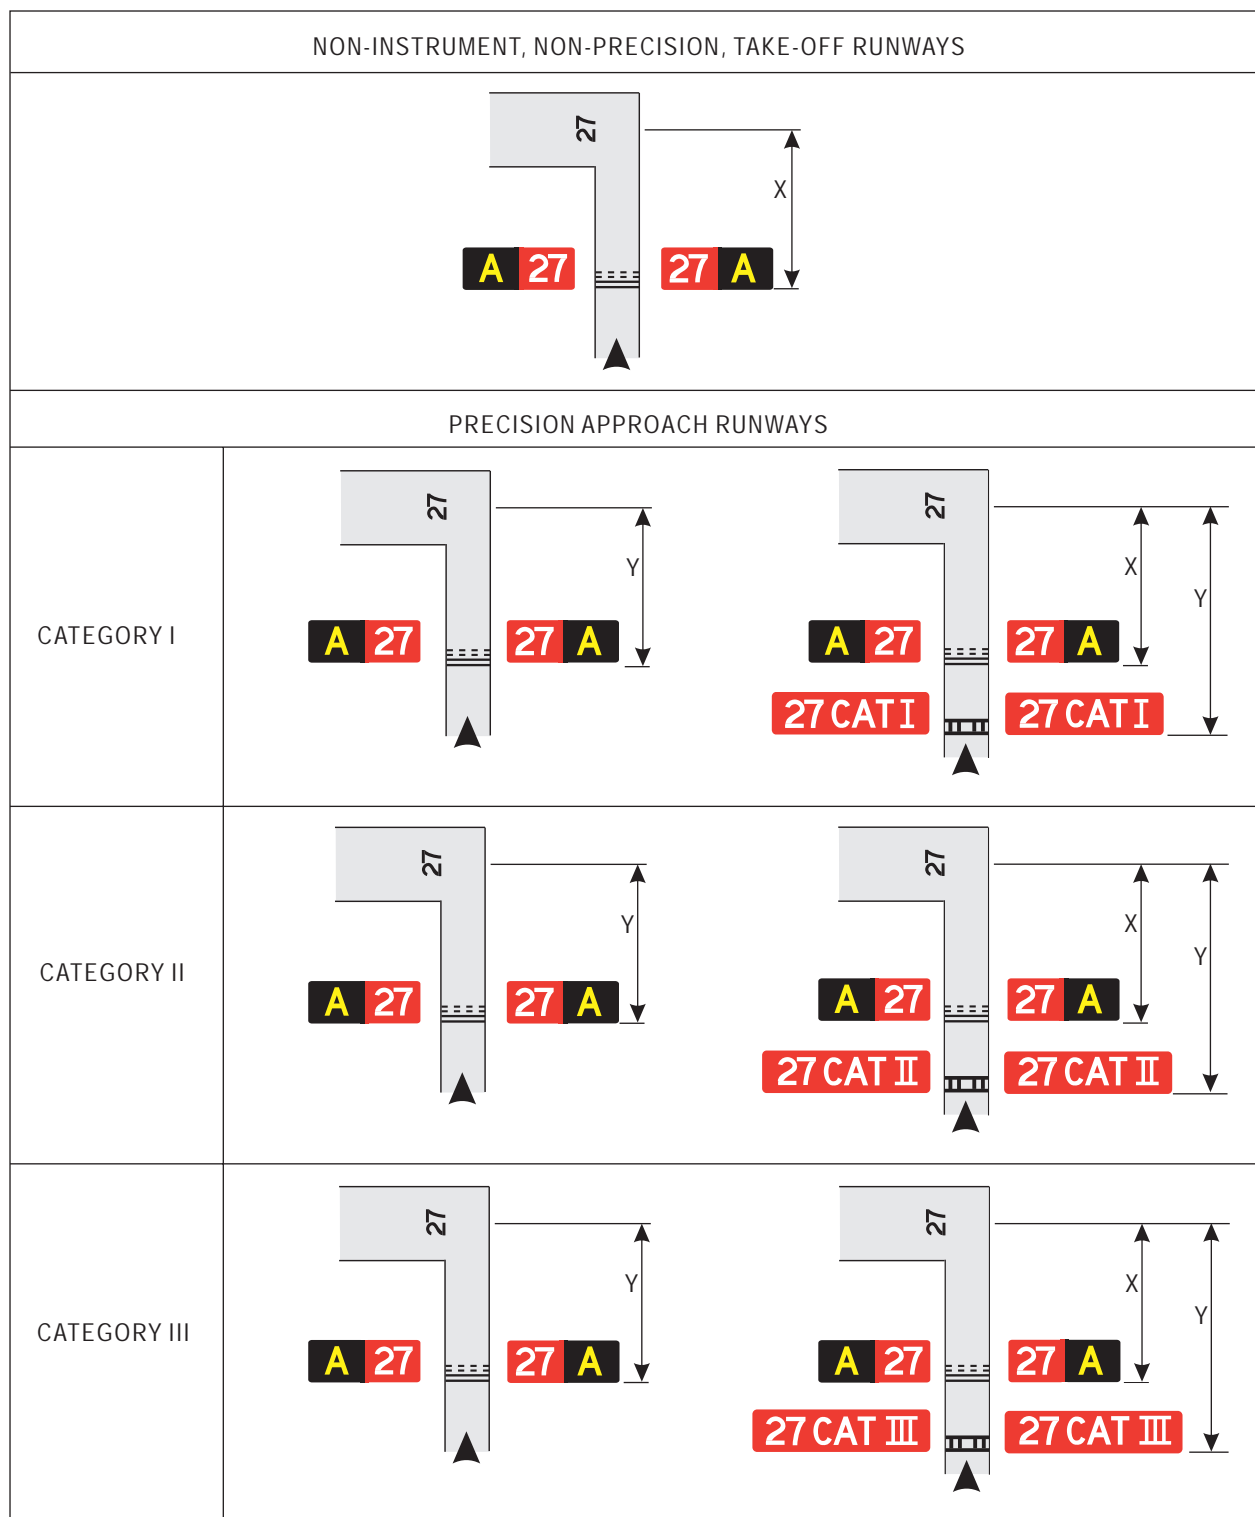 NON-INSTRUMENT, NON-PRECISION, TAKE-OFF RUNWAYS
27
X
A 27 27 A
PRECISION APPROACH RUNWAYS
CATEGORY I
27
Y
A 27 27 A
27
X
Y
A 27 27 A
27 CAT I 27 CAT I
CATEGORY II
27
Y
A 27 27 A
27
X
Y
A 27 27 A
27 CAT II 27 CAT II
CATEGORY III
27
Y
A 27 27 A
27
X
Y
A 27 27 A
27 CAT III 27 CAT III